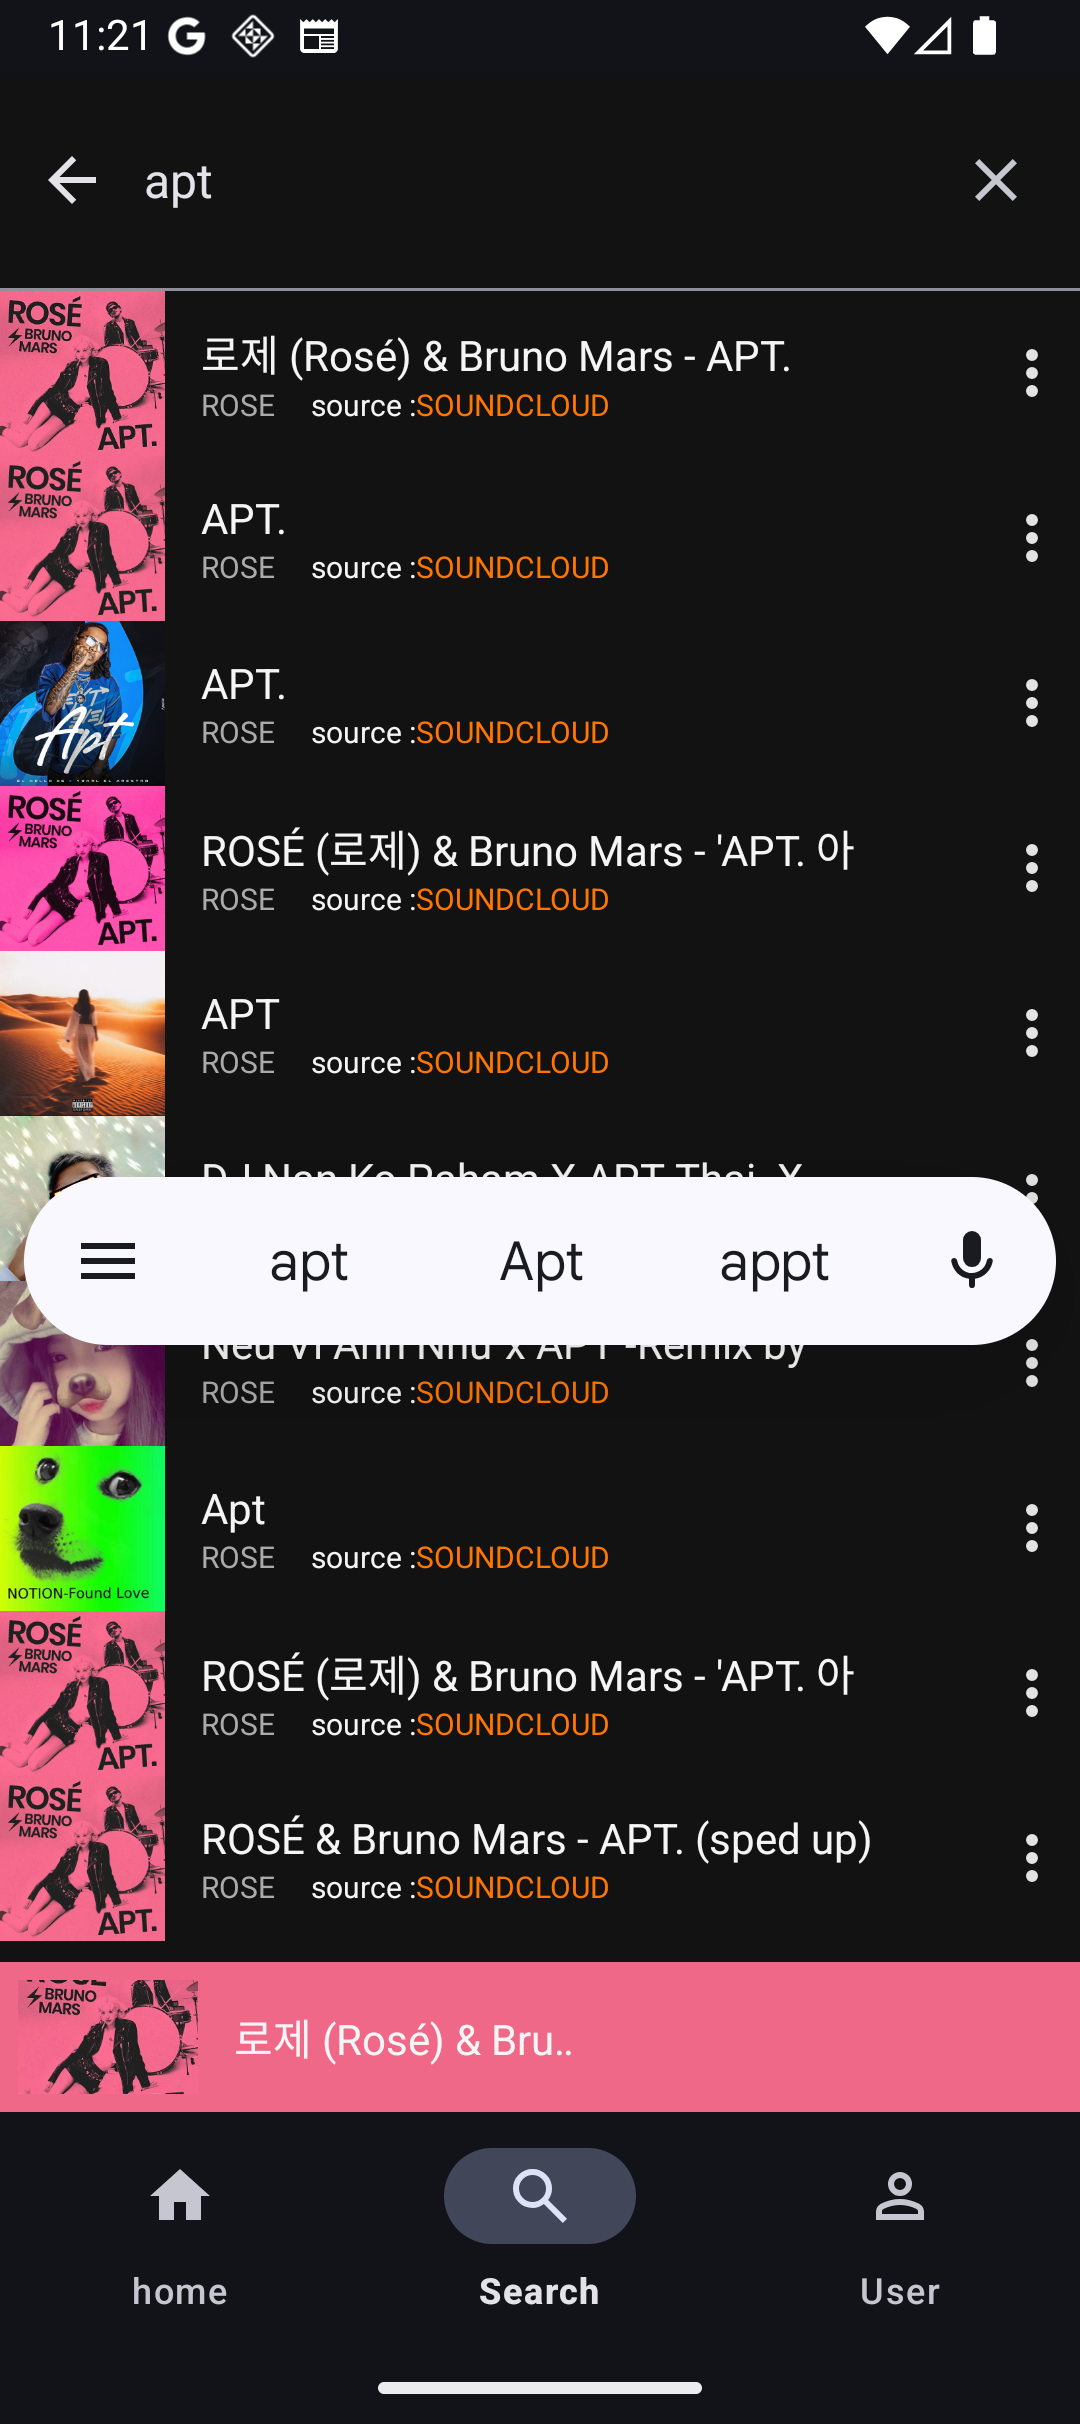 11:21
apt
ROSÉ
BRUNO
MARS
APT.
로제 (Rosé) & Bruno Mars - APT.
ROSE source :SOUNDCLOUD
ROSÉ
BRUNO
MARS
APT.
APT.
ROSE source :SOUNDCLOUD
Apt
APT.
ROSE source :SOUNDCLOUD
ROSÉ
BRUNO
MARS
APT.
ROSÉ (로제) & Bruno Mars - 'APT. 아
ROSE source :SOUNDCLOUD
APT
ROSE source :SOUNDCLOUD
apt Apt appt
ROSE source :SOUNDCLOUD
NOTION-Found Love
Apt
ROSE source :SOUNDCLOUD
ROSÉ
BRUNO
MARS
APT.
ROSÉ (로제) & Bruno Mars - 'APT. 아
ROSE source :SOUNDCLOUD
ROSÉ
BRUNO
MARS
APT.
ROSÉ & Bruno Mars - APT. (sped up)
ROSE source :SOUNDCLOUD
BRUNO
MARS
로제 (Rosé) & Bru..
home Search User